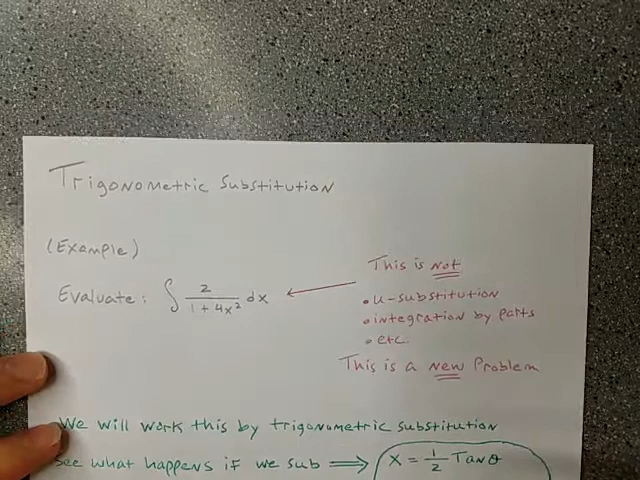 Trigonometric Substitution
(Example)
Evaluate: ∫ 2/(1 + 4x²) dx
This is not
• u-substitution
• integration by parts
• etc
This is a new Problem
We will work this by trigonometric substitution
See what happens if we sub ⟹ x = 1/2 Tan θ